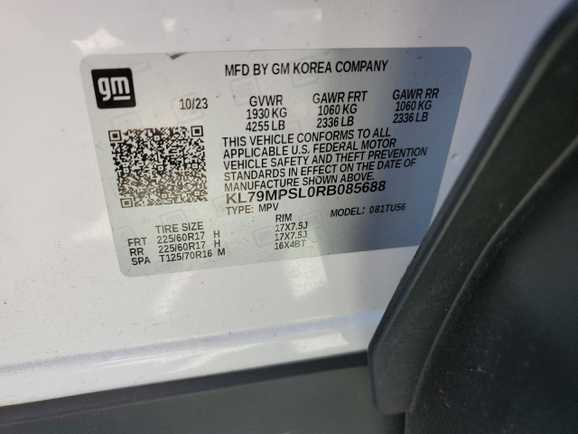 gm
MFD BY GM KOREA COMPANY
10/23 GVWR GAWR FRT GAWR RR
1930 KG 1060 KG 1060 KG
4255 LB 2336 LB 2336 LB
THIS VEHICLE CONFORMS TO ALL
APPLICABLE U.S. FEDERAL MOTOR
VEHICLE SAFETY AND THEFT PREVENTION
STANDARDS IN EFFECT ON THE DATE OF
MANUFACTURE SHOWN ABOVE.
KL79MPSL0RB085688
TYPE: MPV MODEL: 081TU56
TIRE SIZE RIM
FRT 225/60R17 H 17X7.5J
RR 225/60R17 H 17X7.5J
SPA T125/70R16 M 16X4BT